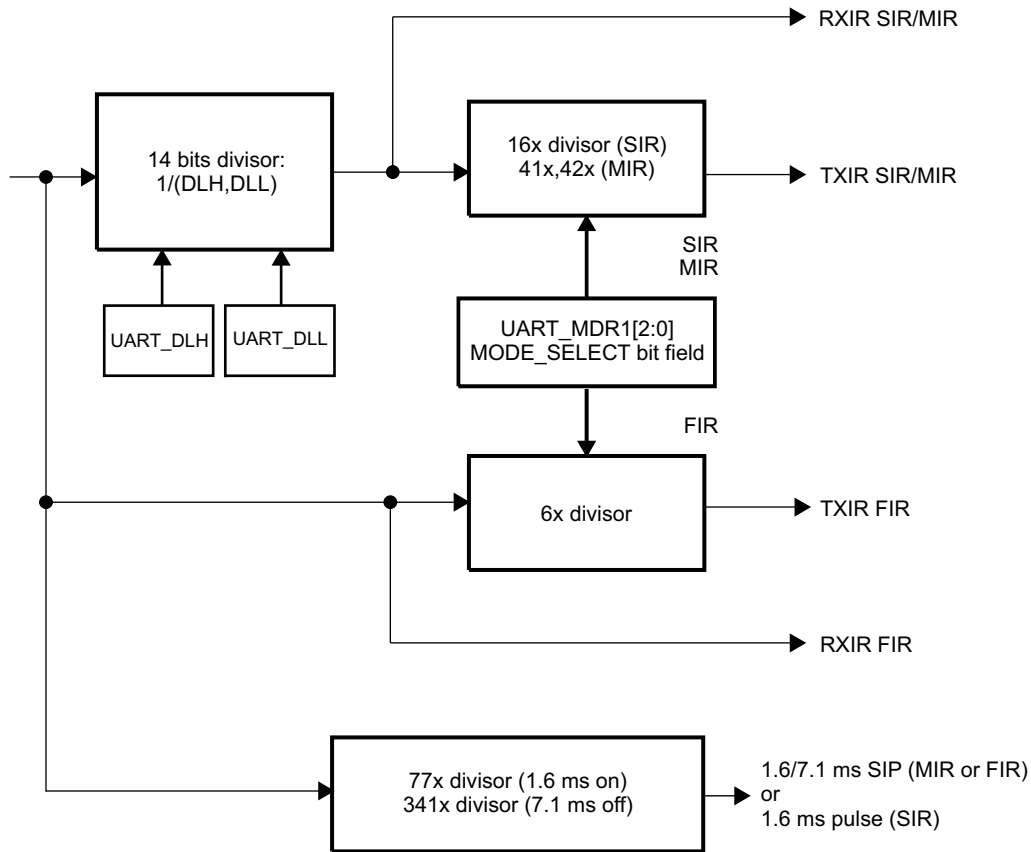 RXIR SIR/MIR
14 bits divisor:
1/(DLH,DLL)
16x divisor (SIR)
41x,42x (MIR)
TXIR SIR/MIR
SIR
MIR
UART_DLH
UART_DLL
UART_MDR1[2:0]
MODE_SELECT bit field
FIR
6x divisor
TXIR FIR
RXIR FIR
77x divisor (1.6 ms on)
341x divisor (7.1 ms off)
1.6/7.1 ms SIP (MIR or FIR)
or
1.6 ms pulse (SIR)